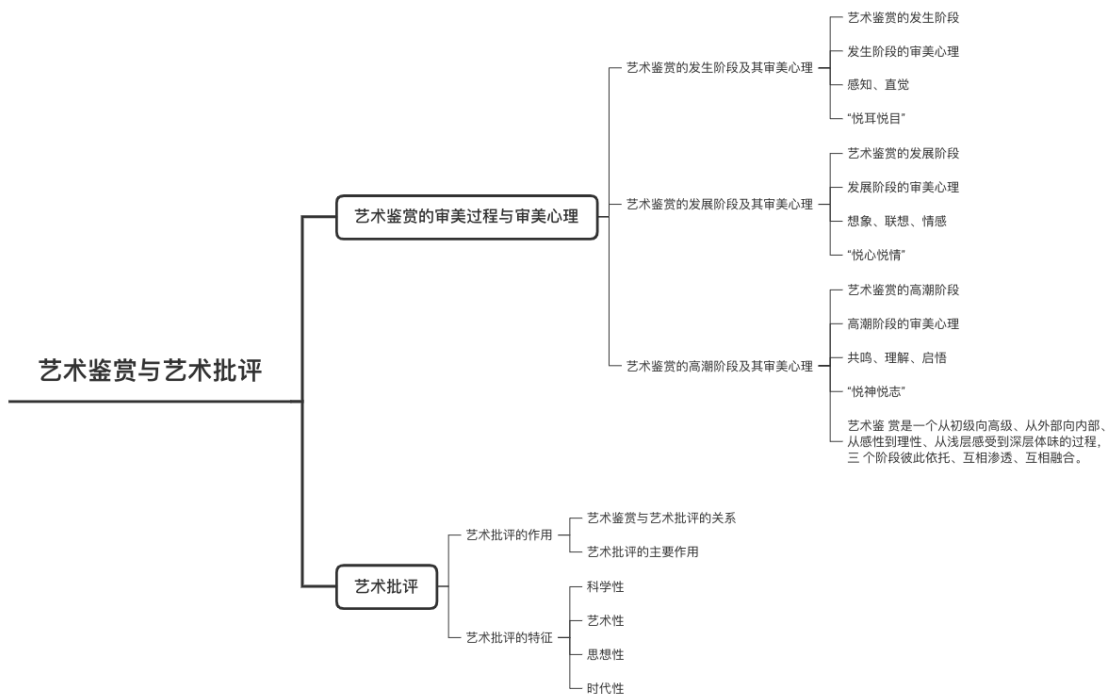 艺术鉴赏与艺术批评
艺术鉴赏的审美过程与审美心理
艺术鉴赏的发生阶段及其审美心理
艺术鉴赏的发生阶段
发生阶段的审美心理
感知、直觉
“悦耳悦目”
艺术鉴赏的发展阶段及其审美心理
艺术鉴赏的发展阶段
发展阶段的审美心理
想象、联想、情感
“悦心悦情”
艺术鉴赏的高潮阶段及其审美心理
艺术鉴赏的高潮阶段
高潮阶段的审美心理
共鸣、理解、启悟
“悦神悦志”
艺术鉴 赏是一个从初级向高级、从外部向内部、
从感性到理性、从浅层感受到深层体味的过程,
三 个阶段彼此依托、互相渗透、互相融合。
艺术批评
艺术批评的作用
艺术鉴赏与艺术批评的关系
艺术批评的主要作用
艺术批评的特征
科学性
艺术性
思想性
时代性